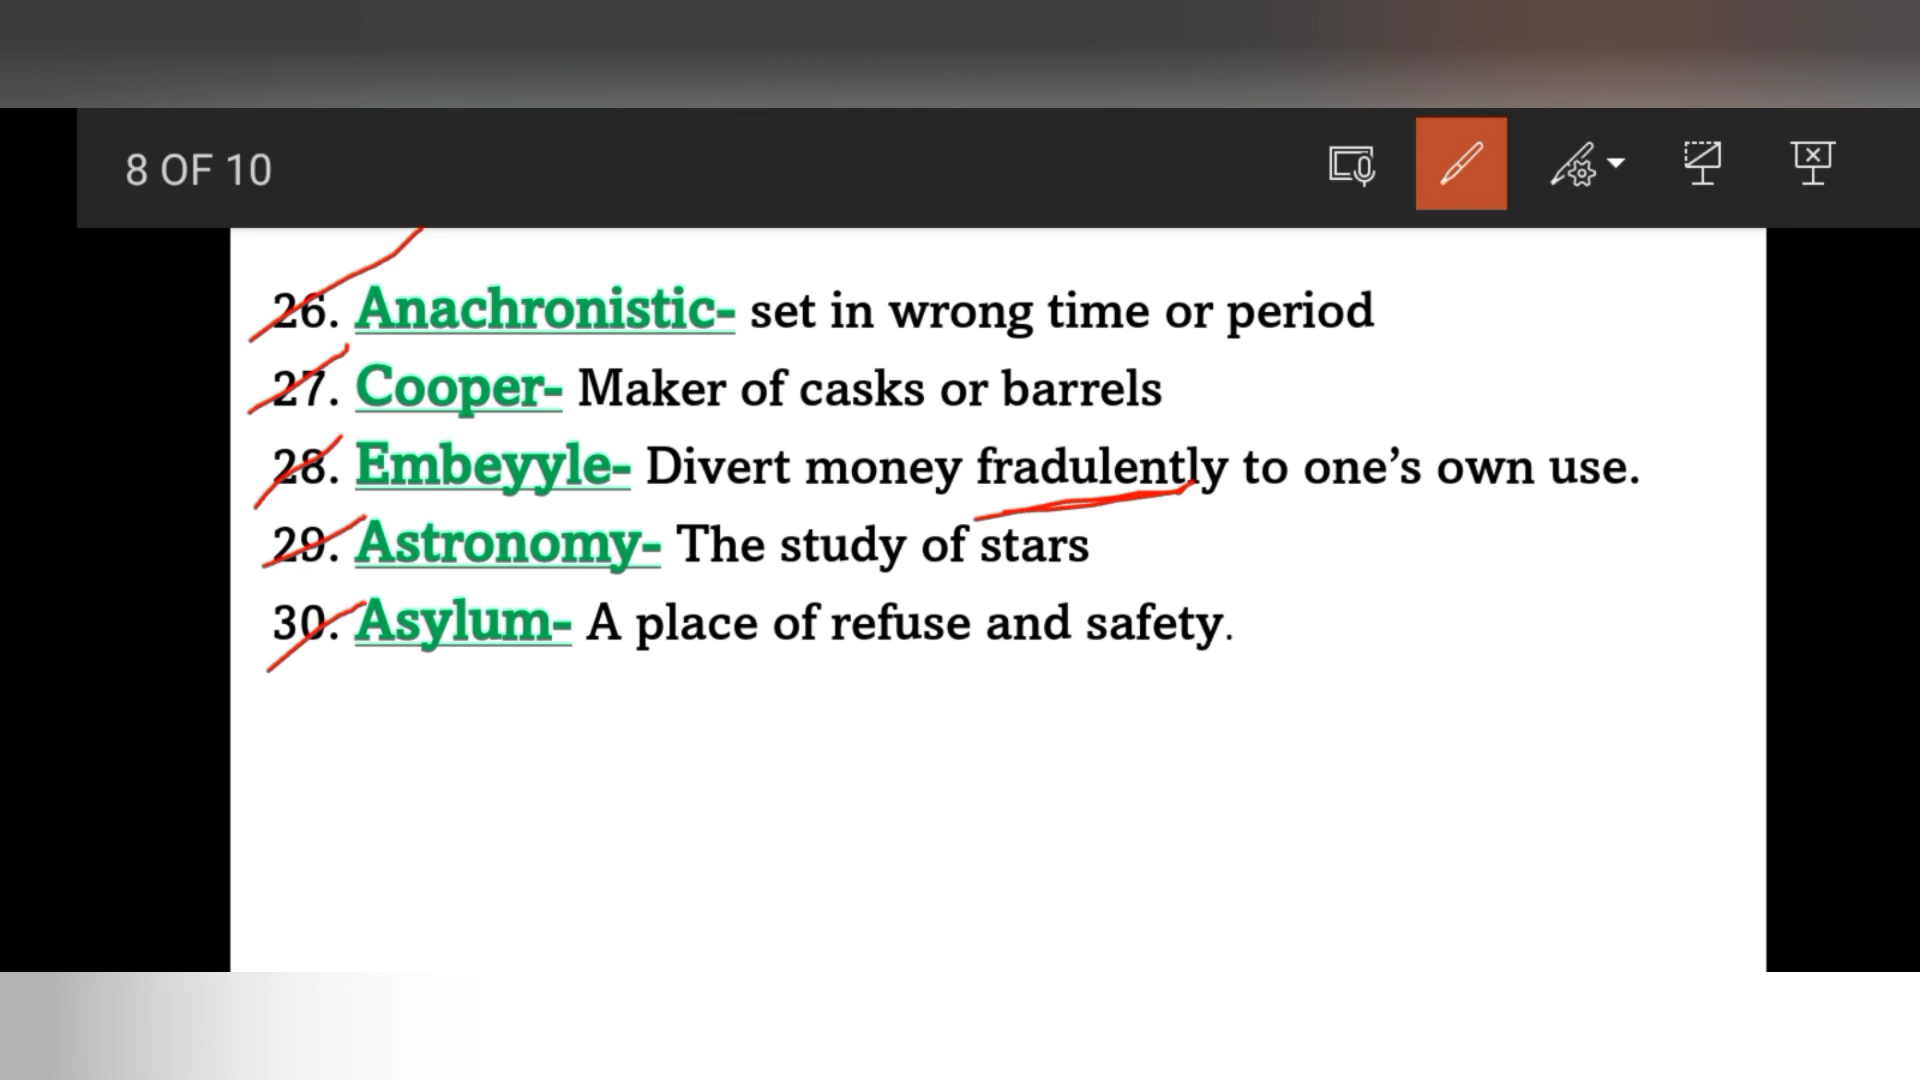 8 OF 10
26. Anachronistic- set in wrong time or period
27. Cooper- Maker of casks or barrels
28. Embeyyle- Divert money fradulently to one’s own use.
29. Astronomy- The study of stars
30. Asylum- A place of refuse and safety.